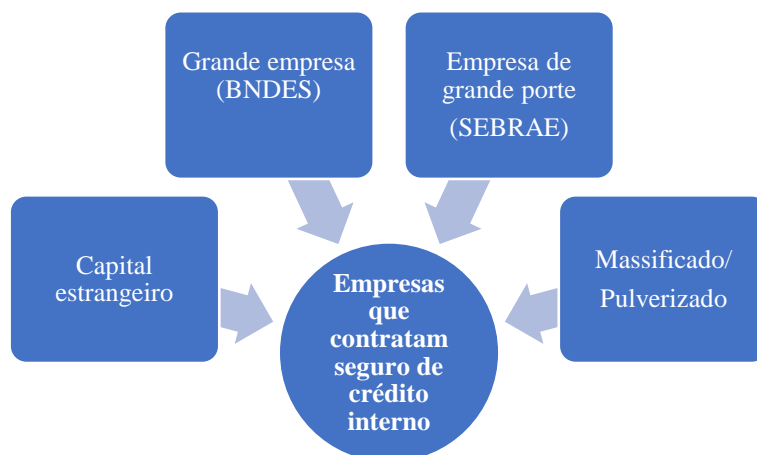 Grande empresa
(BNDES)
Empresa de
grande porte
(SEBRAE)
Capital
estrangeiro
Massificado/
Pulverizado
Empresas
que
contratam
seguro de
crédito
interno